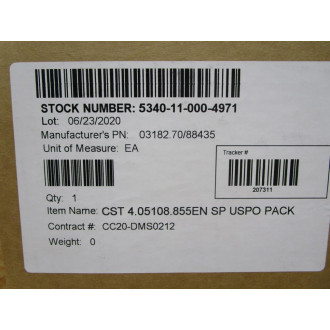 STOCK NUMBER: 5340-11-000-4971
Lot: 06/23/2020
Manufacturer's PN: 03182.70/88435
Unit of Measure: EA
Tracker #
207311
Qty: 1
Item Name: CST 4.05108.855EN SP USPO PACK
Contract #: CC20-DMS0212
Weight: 0